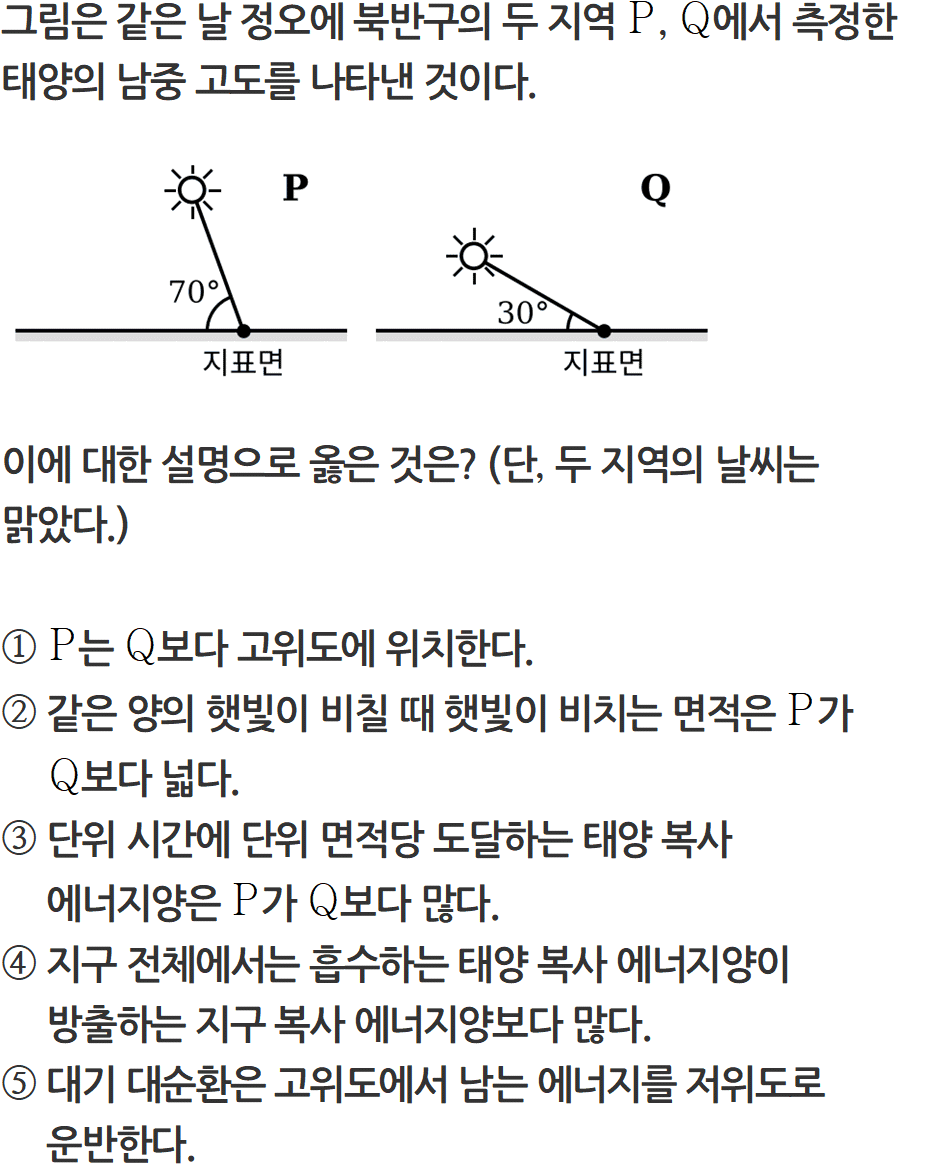 그림은 같은 날 정오에 북반구의 두 지역 P, Q에서 측정한
태양의 남중 고도를 나타낸 것이다.
P
Q
70°
30°
지표면
지표면
이에 대한 설명으로 옳은 것은? (단, 두 지역의 날씨는
맑았다.)
① P는 Q보다 고위도에 위치한다.
② 같은 양의 햇빛이 비칠 때 햇빛이 비치는 면적은 P가
Q보다 넓다.
③ 단위 시간에 단위 면적당 도달하는 태양 복사
에너지양은 P가 Q보다 많다.
④ 지구 전체에서는 흡수하는 태양 복사 에너지양이
방출하는 지구 복사 에너지양보다 많다.
⑤ 대기 대순환은 고위도에서 남는 에너지를 저위도로
운반한다.